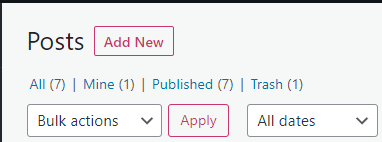 Posts Add New
All (7) | Mine (1) | Published (7) | Trash (1)
Bulk actions Apply All dates